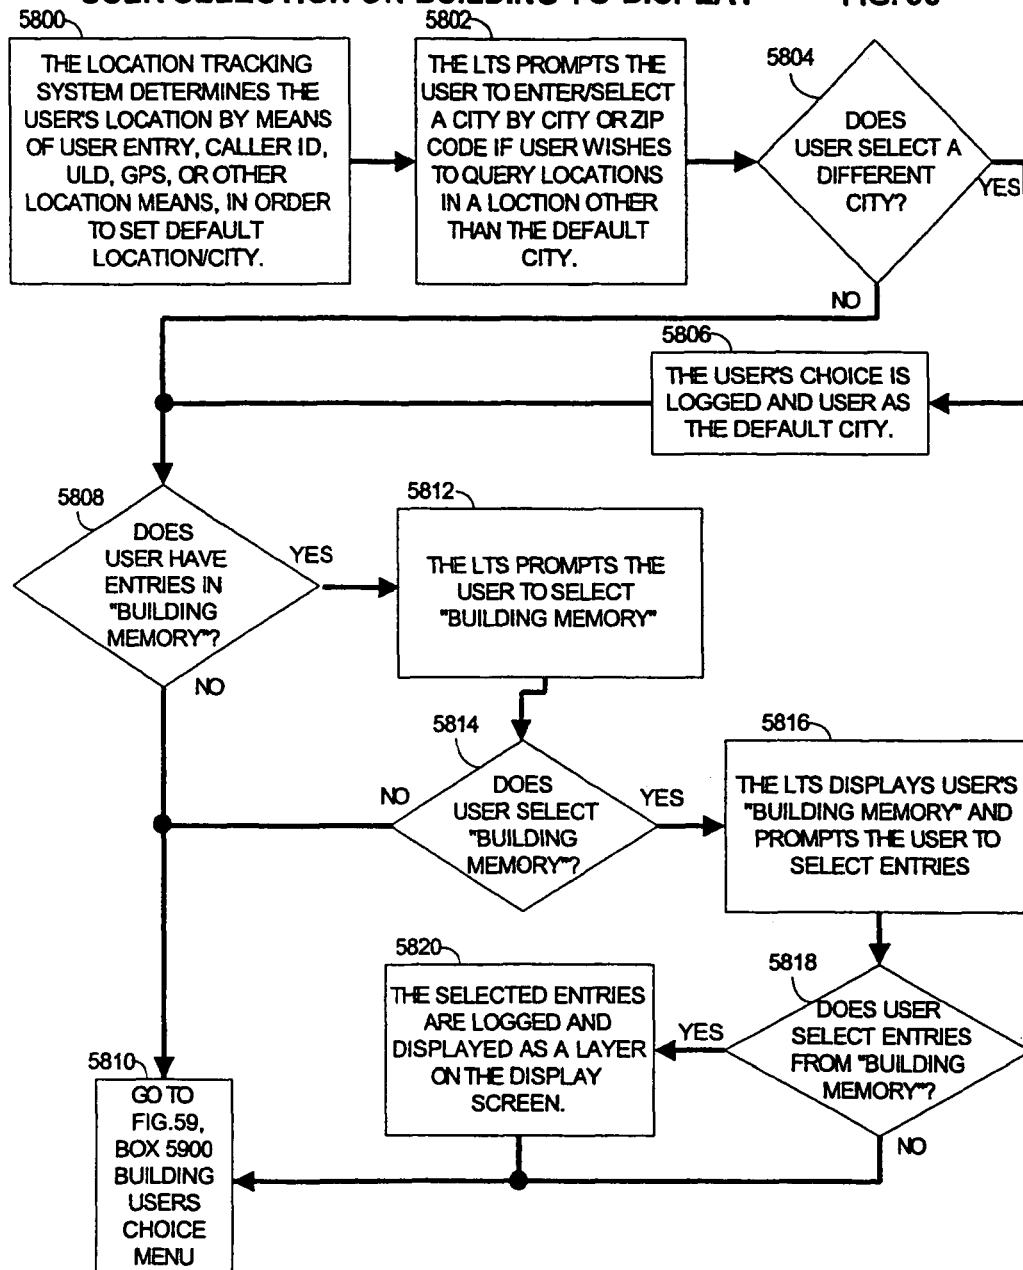 USER SELECTION ON BUILDING TO DISPLAY FIG. 58
5800
THE LOCATION TRACKING
SYSTEM DETERMINES THE
USER'S LOCATION BY MEANS
OF USER ENTRY, CALLER ID,
ULD, GPS, OR OTHER
LOCATION MEANS, IN ORDER
TO SET DEFAULT
LOCATION/CITY.
5802
THE LTS PROMPTS THE
USER TO ENTER/SELECT
A CITY BY CITY OR ZIP
CODE IF USER WISHES
TO QUERY LOCATIONS
IN A LOCTION OTHER
THAN THE DEFAULT
CITY.
5804
DOES
USER SELECT A
DIFFERENT
CITY?
YES
NO
5806
THE USER'S CHOICE IS
LOGGED AND USER AS
THE DEFAULT CITY.
5808
DOES
USER HAVE
ENTRIES IN
"BUILDING
MEMORY"?
YES
NO
5812
THE LTS PROMPTS THE
USER TO SELECT
"BUILDING MEMORY"
5814
DOES
USER SELECT
"BUILDING
MEMORY"?
NO
YES
5816
THE LTS DISPLAYS USER'S
"BUILDING MEMORY" AND
PROMPTS THE USER TO
SELECT ENTRIES
5818
DOES USER
SELECT ENTRIES
FROM "BUILDING
MEMORY"?
YES
NO
5820
THE SELECTED ENTRIES
ARE LOGGED AND
DISPLAYED AS A LAYER
ON THE DISPLAY
SCREEN.
5810
GO TO
FIG.59,
BOX 5900
BUILDING
USERS
CHOICE
MENU